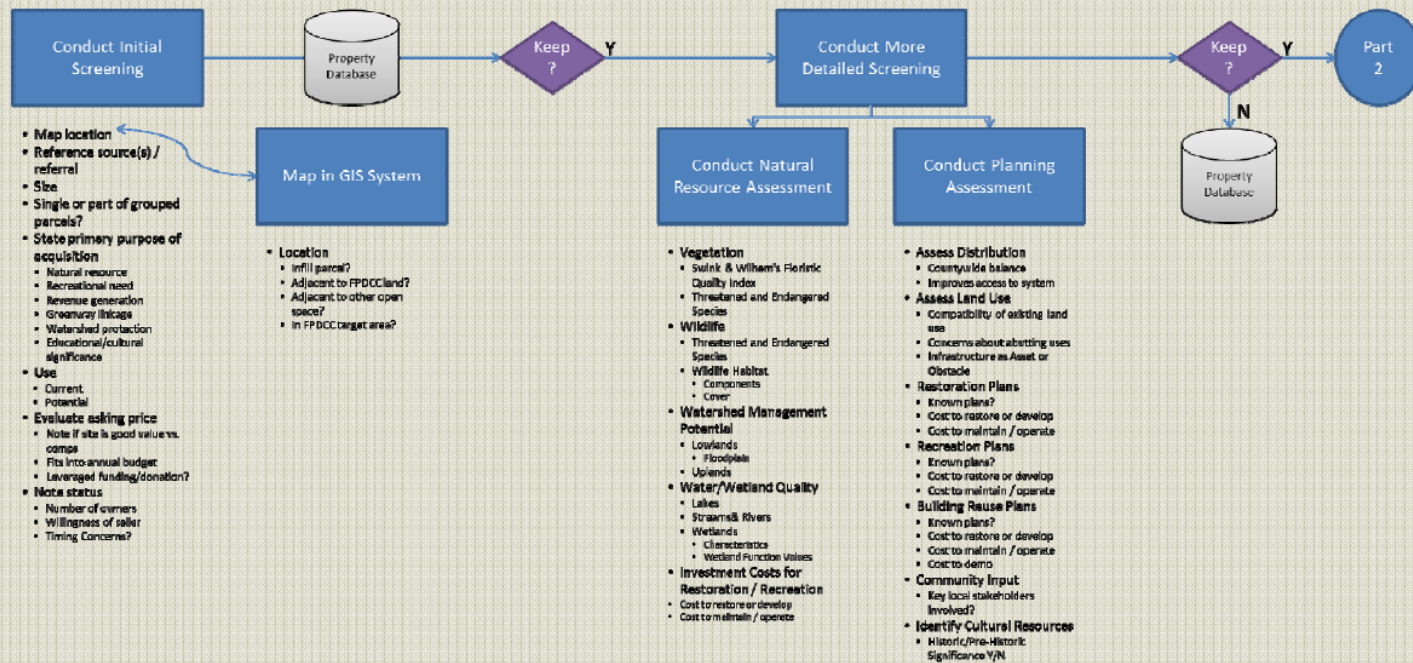 Conduct Initial
Screening
Property
Database
Keep
?
Y
Conduct More
Detailed Screening
Keep
?
Y
Part
2
N
Property
Database
Map in GIS System
Conduct Natural
Resource Assessment
Conduct Planning
Assessment
• Map location
• Reference source(s) /
referral
• Size
• Single or part of grouped
parcels?
• State primary purpose of
acquisition
• Natural resource
• Recreational need
• Revenue generation
• Greenway linkage
• Watershed protection
• Educational/cultural
significance
• Use
• Current
• Potential
• Evaluate asking price
• Note if site is good value vs.
comps
• Fits into annual budget
• Leveraged funding/donation?
• Note status
• Number of owners
• Willingness of seller
• Timing Concerns?
• Location
• Infill parcel?
• Adjacent to FPDCC land?
• Adjacent to other open
space?
• In FPDCC target area?
• Vegetation
• Swink & Wilhem's Floristic
Quality Index
• Threatened and Endangered
Species
• Wildlife
• Threatened and Endangered
Species
• Wildlife Habitat
• Components
• Cover
• Watershed Management
Potential
• Lowlands
• Floodplain
• Uplands
• Water/Wetland Quality
• Lakes
• Streams& Rivers
• Wetlands
• Characteristics
• Wetland Function Values
• Investment Costs for
Restoration / Recreation
• Cost to restore or develop
• Cost to maintain / operate
• Assess Distribution
• Countywide balance
• Improves access to system
• Assess Land Use
• Compatibility of existing land
use
• Concerns about abutting uses
• Infrastructure as Asset or
Obstacle
• Restoration Plans
• Known plans?
• Cost to restore or develop
• Cost to maintain / operate
• Recreation Plans
• Known plans?
• Cost to restore or develop
• Cost to maintain / operate
• Building Reuse Plans
• Known plans?
• Cost to restore or develop
• Cost to maintain / operate
• Cost to demo
• Community Input
• Key local stakeholders
involved?
• Identify Cultural Resources
• Historic/Pre-Historic
Significance Y/N